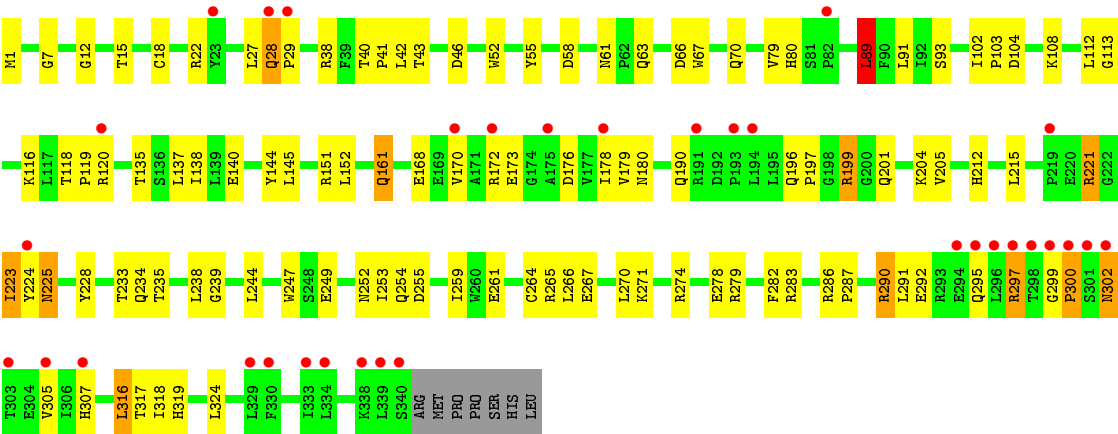 M1 G7 G12 T15 C18 R22 Y23 L27 Q28 P29 R38 F39 T40 P41 L42 T43 D46 W52 Y55 D58 N61 P62 Q63 D66 W67 Q70 V79 H80 S81 P82 L89 F90 L91 I92 S93 I102 P103 D104 K108 L112 G113
K116 L117 T118 P119 R120 T135 S136 L137 I138 L139 E140 Y144 L145 R151 L152 Q161 E168 E169 V170 A171 R172 E173 G174 A175 D176 V177 I178 V179 N180 Q190 R191 D192 P193 L194 L195 Q196 P197 G198 R199 G200 Q201 K204 V205 H212 L215 P219 E220 R221 G222
I223 Y224 N225 Y228 T233 Q234 T235 L238 G239 L244 W247 S248 E249 N252 I253 Q254 D255 I259 W260 E261 C264 R265 L266 E267 L270 K271 R274 E278 R279 F282 R283 R286 P287 R290 L291 E292 R293 E294 Q295 L296 R297 T298 G299 P300 S301 N302
T303 E304 V305 I306 H307 L316 T317 I318 H319 L324 L329 F330 I333 L334 K338 L339 S340 ARG MET PRO PRO SER HIS LEU